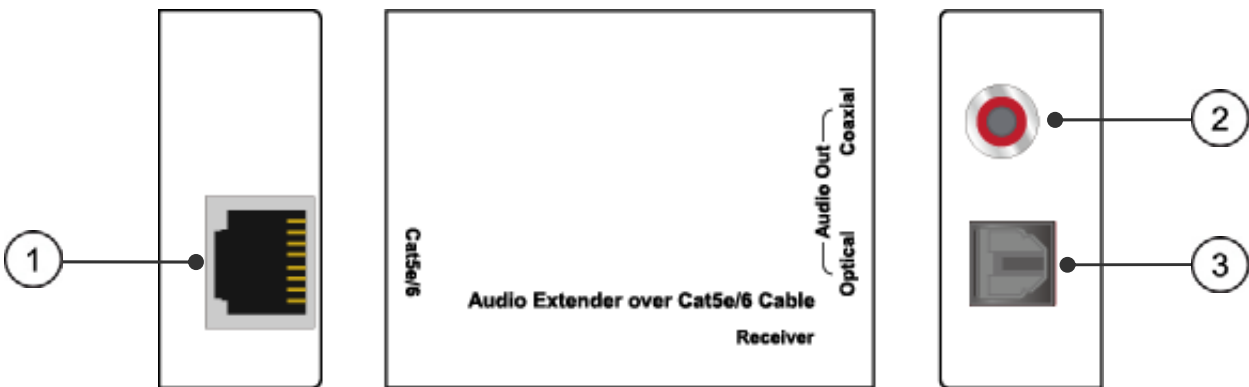 1
Cat5e/6
Audio Extender over Cat5e/6 Cable
Receiver
Audio Out
Optical
Coaxial
2
3